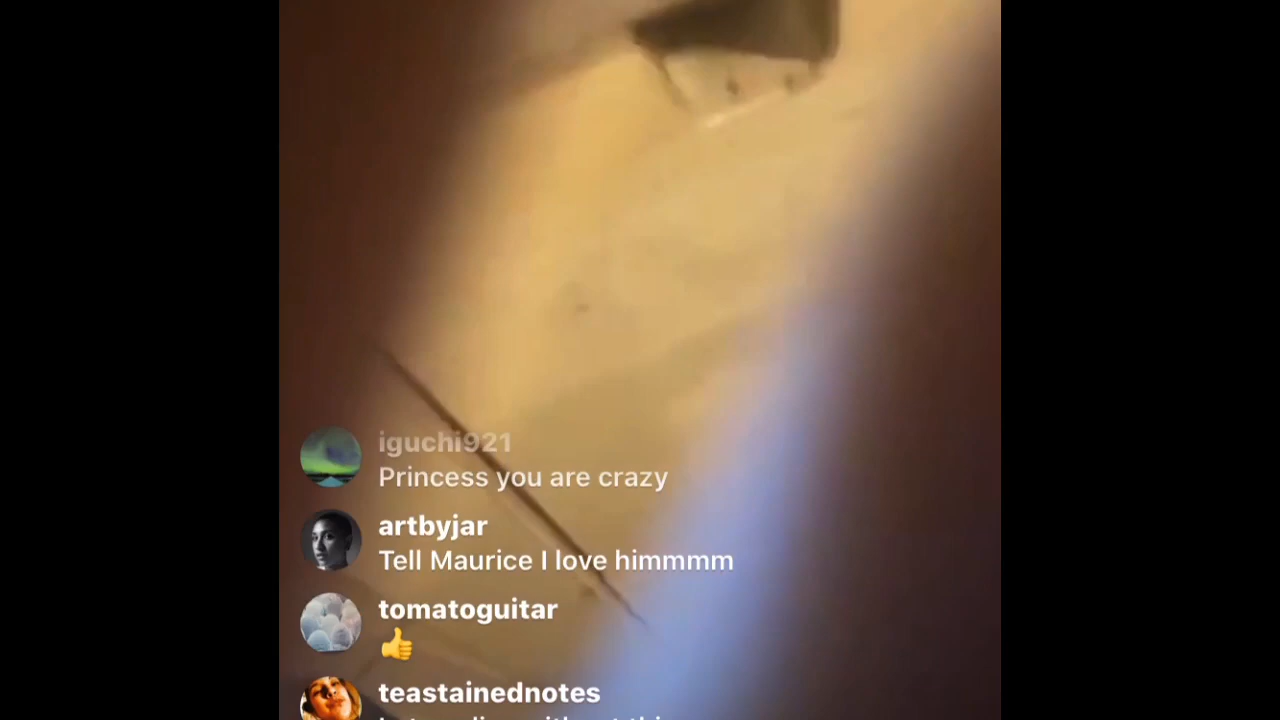 iguchi921
Princess you are crazy
artbyjar
Tell Maurice I love himmmm
tomatoguitar
👍
teastainednotes